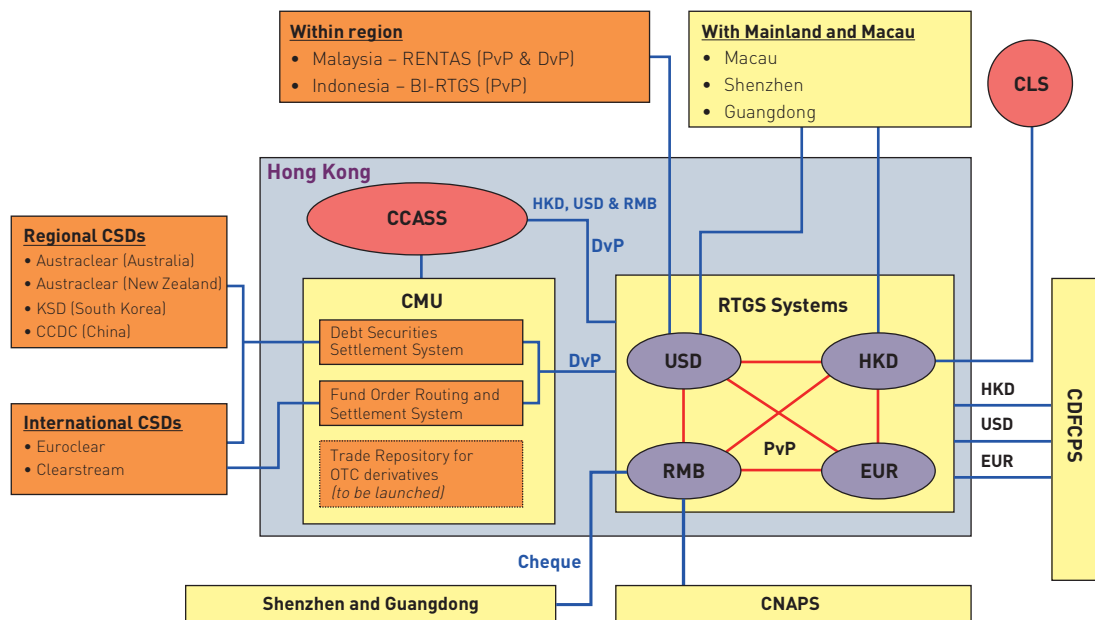 Within region
• Malaysia – RENTAS (PvP & DvP)
• Indonesia – BI-RTGS (PvP)
With Mainland and Macau
• Macau
• Shenzhen
• Guangdong
CLS
Hong Kong
CCASS
HKD, USD & RMB
DvP
Regional CSDs
• Austraclear (Australia)
• Austraclear (New Zealand)
• KSD (South Korea)
• CCDC (China)
CMU
Debt Securities
Settlement System
Fund Order Routing and
Settlement System
Trade Repository for
OTC derivatives
(to be launched)
DvP
RTGS Systems
USD
HKD
PvP
RMB
EUR
International CSDs
• Euroclear
• Clearstream
HKD
USD
EUR
CDFCPS
Cheque
Shenzhen and Guangdong
CNAPS